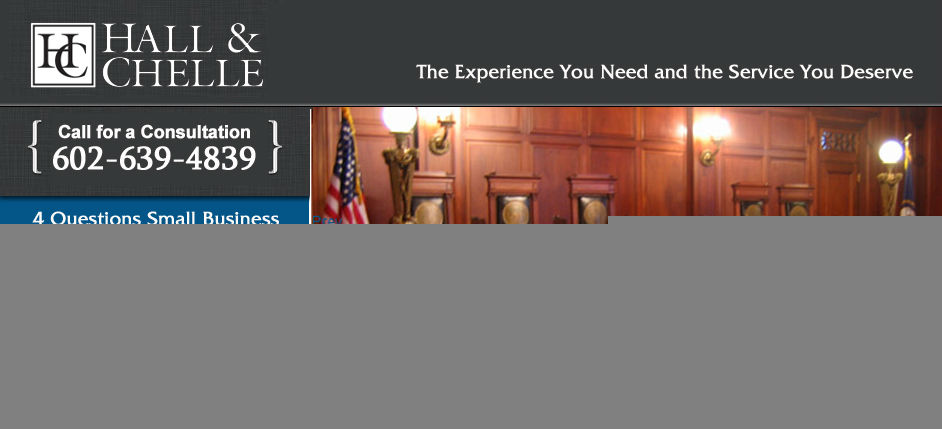 HC
HALL &
CHELLE
The Experience You Need and the Service You Deserve
Call for a Consultation
602-639-4839
4 Questions Small Business